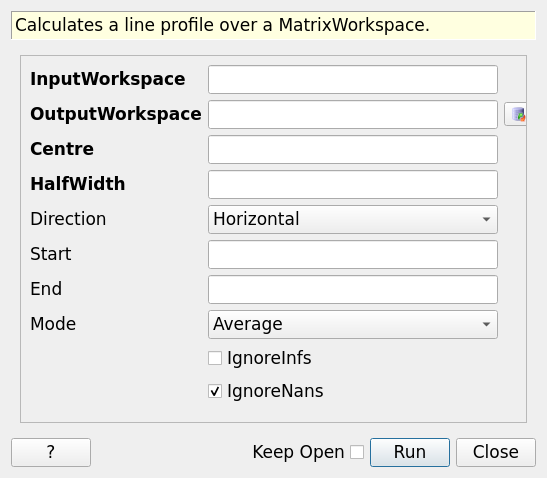 Calculates a line profile over a MatrixWorkspace.
InputWorkspace
OutputWorkspace
Centre
HalfWidth
Direction Horizontal
Start
End
Mode Average
IgnoreInfs
IgnoreNans
? Keep Open Run Close